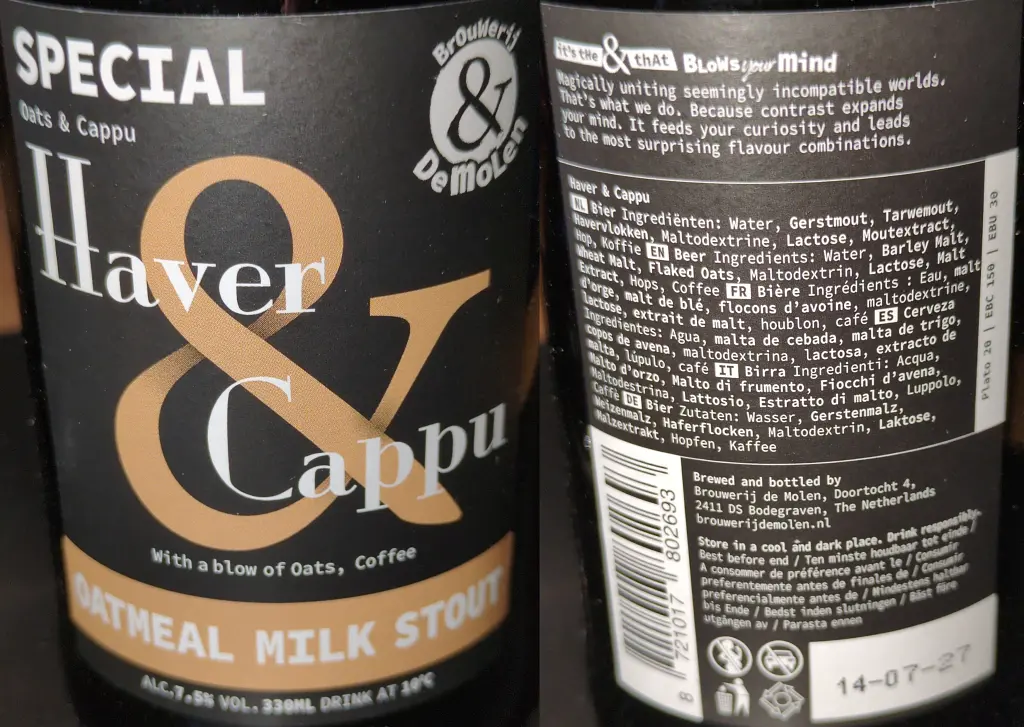 SPECIAL
Oats & Cappu
BrOuWerij
&
DeMoLen
Haver
&
Cappu
With a blow of Oats, Coffee
OATMEAL MILK STOUT
ALC.7,5% VOL. 330ML DRINK AT 10°C
it's tHe & thAt BLoWs your mind
Magically uniting seemingly incompatible worlds.
That's what we do. Because contrast expands
your mind. It feeds your curiosity and leads
to the most surprising flavour combinations.
Haver & Cappu
NL Bier Ingrediënten: Water, Gerstmout, Tarwemout,
Havervlokken, Maltodextrine, Lactose, Moutextract,
Hop, Koffie EN Beer Ingredients: Water, Barley Malt,
Wheat Malt, Flaked Oats, Maltodextrin, Lactose, Malt
Extract, Hops, Coffee FR Bière Ingrédients : Eau, malt
d'orge, malt de blé, flocons d'avoine, maltodextrine,
lactose, extrait de malt, houblon, café ES Cerveza
Ingredientes: Agua, malta de cebada, malta de trigo,
copos de avena, maltodextrina, lactosa, extracto de
malta, lúpulo, café IT Birra Ingredienti: Acqua,
Malto d'orzo, Malto di frumento, Fiocchi d'avena,
Maltodestrina, Lattosio, Estratto di malto, Luppolo,
Caffè DE Bier Zutaten: Wasser, Gerstenmalz,
Weizenmalz, Haferflocken, Maltodextrin, Laktose,
Malzextrakt, Hopfen, Kaffee
Plato 20 | EBC 150 | EBU 30
8 721017 802693
Brewed and bottled by
Brouwerij de Molen, Doortocht 4,
2411 DS Bodegraven, The Netherlands
brouwerijdemolen.nl
Store in a cool and dark place. Drink responsibly.
Best before end / Ten minste houdbaar tot einde /
A consommer de préférence avant le / Consumir
preferentemente antes de finales de / Consumir
preferencialmente antes de / Mindestens haltbar
bis Ende / Bedst inden slutningen / Bäst före
utgången av / Parasta ennen
14-07-27